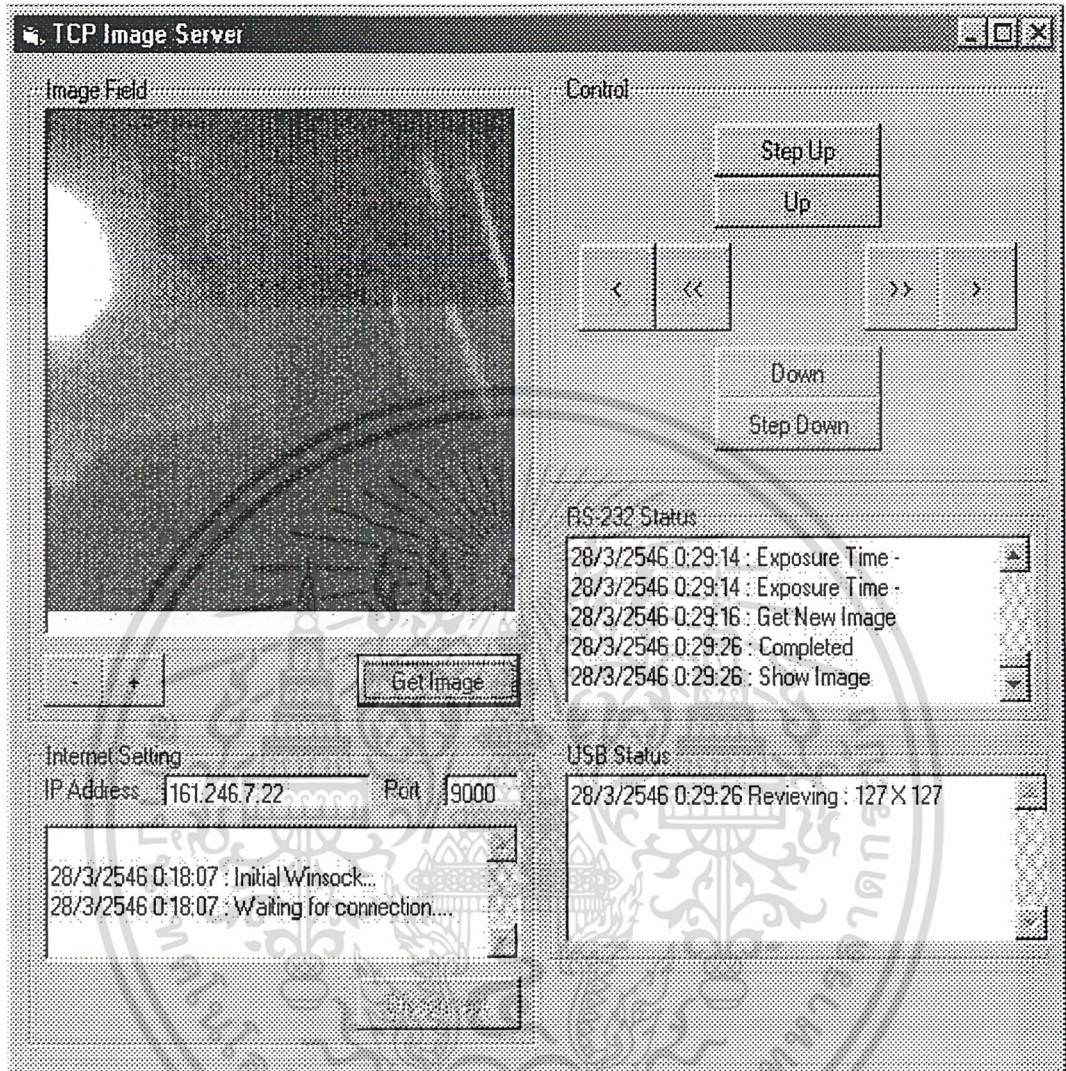 TCP Image Server
Image Field
- +
Get Image
Internet Setting
IP Address 161.246.7.22 Port 9000
28/3/2546 0:18:07 : Initial Winsock...
28/3/2546 0:18:07 : Waiting for connection....
Control
Step Up
Up
< << >> >
Down
Step Down
RS-232 Status
28/3/2546 0:29:14 : Exposure Time -
28/3/2546 0:29:14 : Exposure Time -
28/3/2546 0:29:16 : Get New Image
28/3/2546 0:29:26 : Completed
28/3/2546 0:29:26 : Show Image
USB Status
28/3/2546 0:29:26 Revieving : 127 X 127